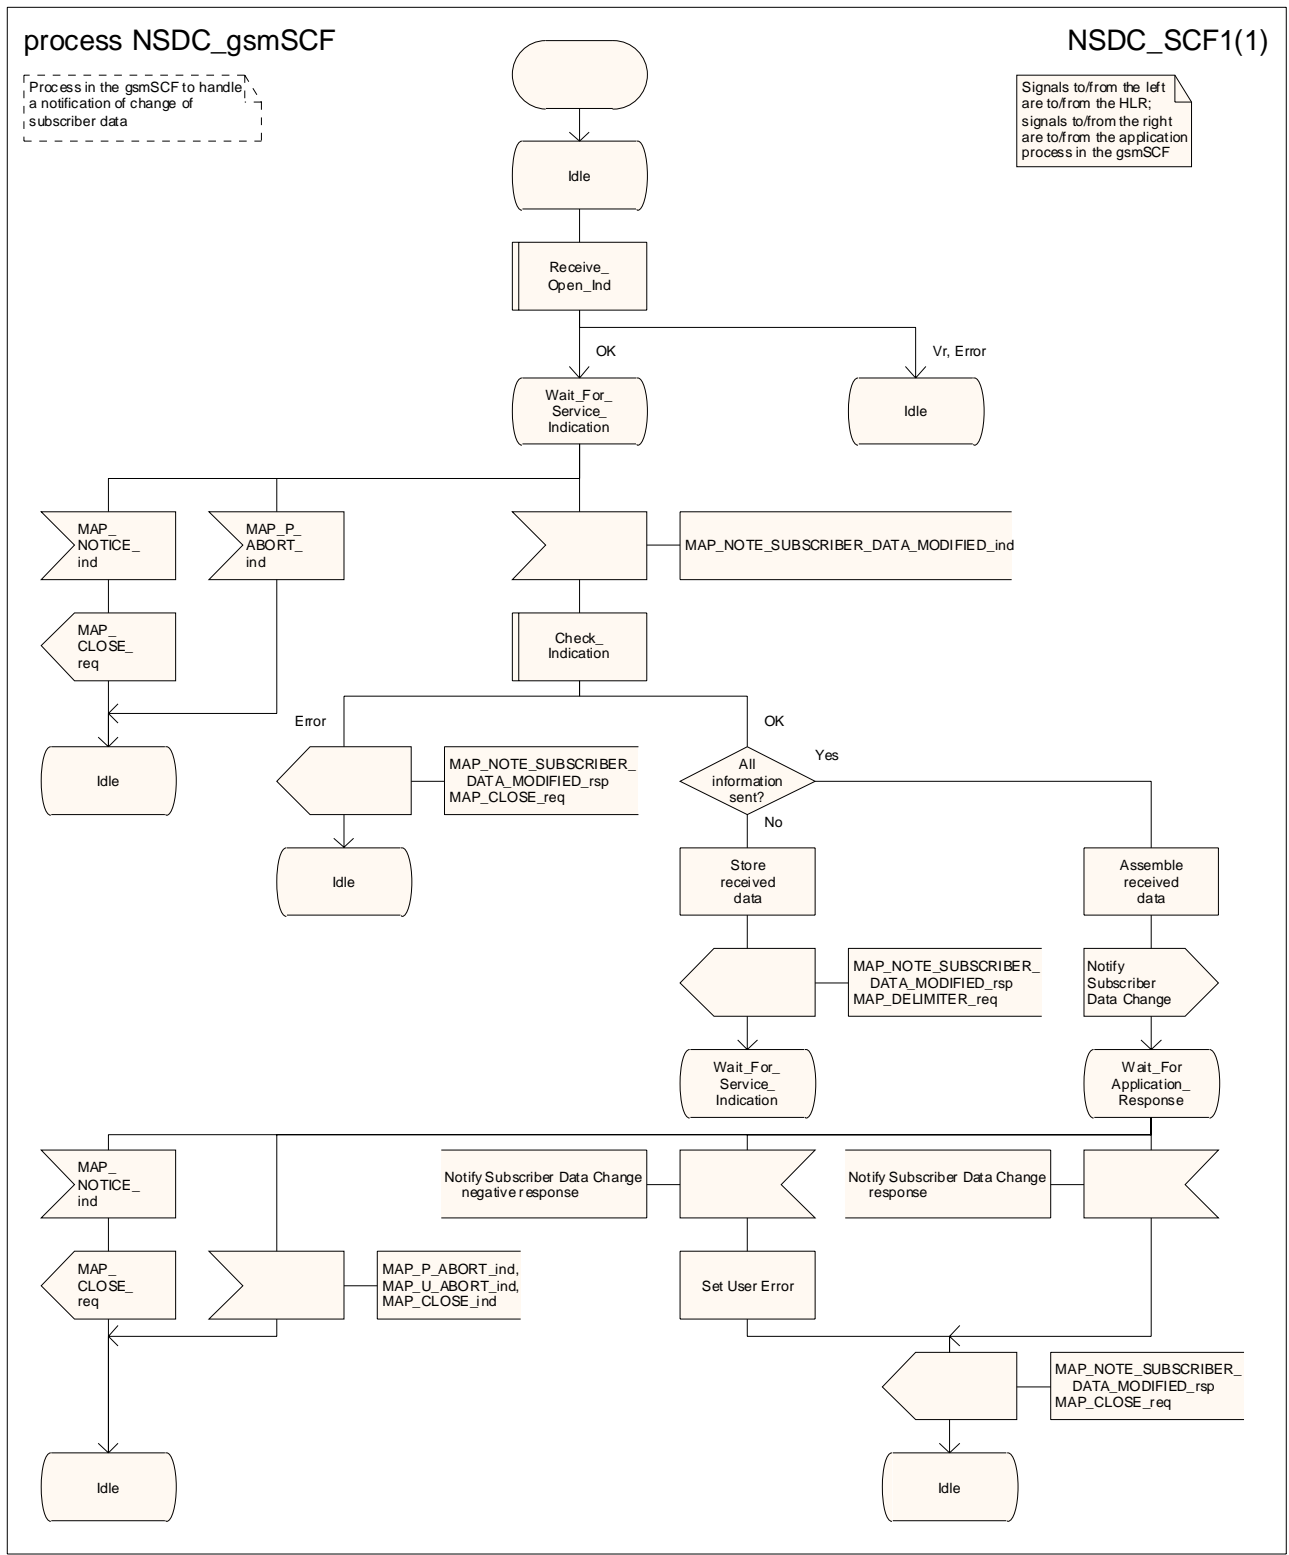 process NSDC_gsmSCF
NSDC_SCF1(1)
Process in the gsmSCF to handle
a notification of change of
subscriber data
Signals to/from the left
are to/from the HLR;
signals to/from the right
are to/from the application
process in the gsmSCF
Idle
Receive_
Open_Ind
OK
Vr, Error
Wait_For_
Service_
Indication
Idle
MAP_
NOTICE_
ind
MAP_P_
ABORT_
ind
MAP_NOTE_SUBSCRIBER_DATA_MODIFIED_ind
MAP_
CLOSE_
req
Check_
Indication
Error
OK
Idle
MAP_NOTE_SUBSCRIBER_
DATA_MODIFIED_rsp
MAP_CLOSE_req
All
information
sent?
Yes
No
Idle
Store
received
data
Assemble
received
data
MAP_NOTE_SUBSCRIBER_
DATA_MODIFIED_rsp
MAP_DELIMITER_req
Notify
Subscriber
Data Change
Wait_For_
Service_
Indication
Wait_For
Application_
Response
MAP_
NOTICE_
ind
Notify Subscriber Data Change
negative response
Notify Subscriber Data Change
response
MAP_
CLOSE_
req
MAP_P_ABORT_ind,
MAP_U_ABORT_ind,
MAP_CLOSE_ind
Set User Error
MAP_NOTE_SUBSCRIBER_
DATA_MODIFIED_rsp
MAP_CLOSE_req
Idle
Idle